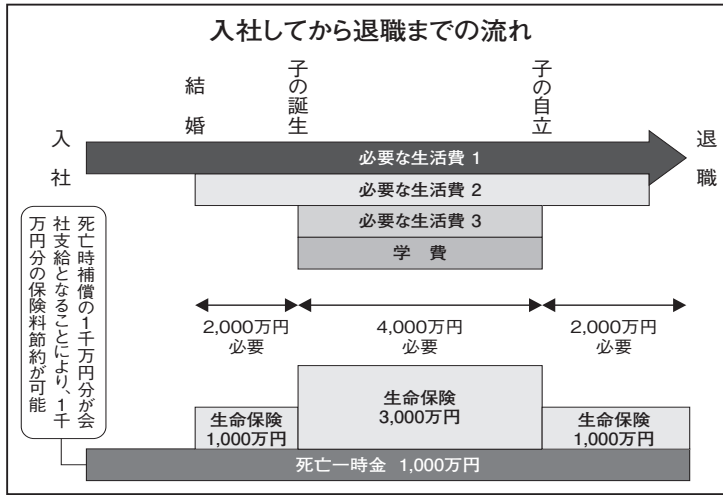 入社してから退職までの流れ
入社
結婚
子の誕生
子の自立
退職
必要な生活費 1
必要な生活費 2
必要な生活費 3
学 費
2,000万円
必要
4,000万円
必要
2,000万円
必要
死亡時補償の1千万円分が会
社支給となることにより、1千
万円分の保険料節約が可能
生命保険
1,000万円
生命保険
3,000万円
生命保険
1,000万円
死亡一時金 1,000万円